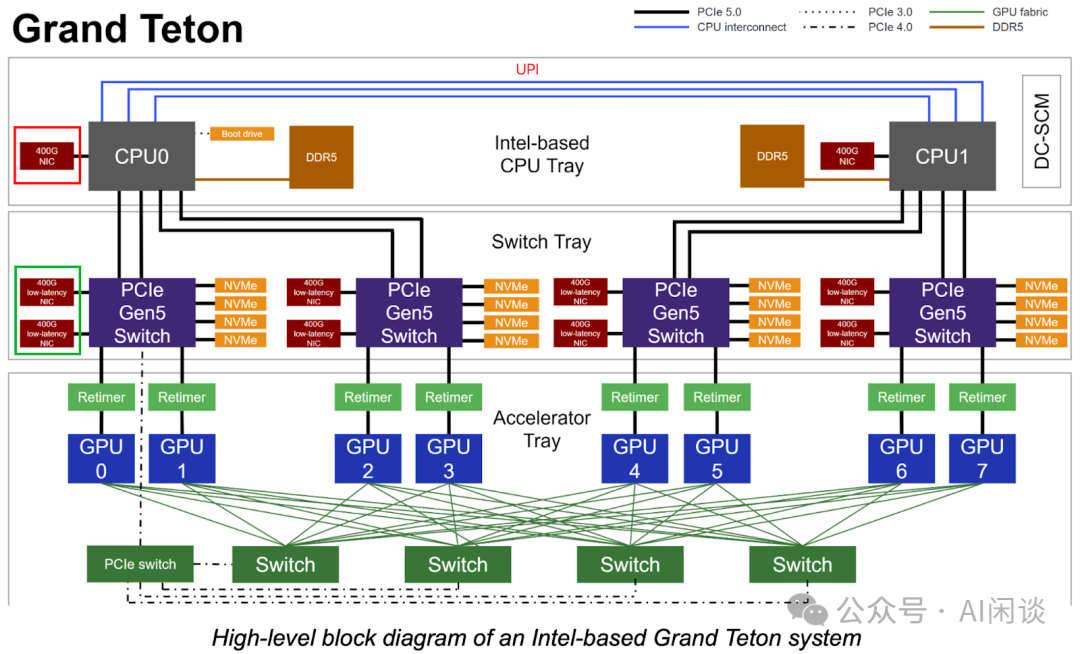 Grand Teton
PCIe 5.0
PCIe 3.0
GPU fabric
CPU interconnect
PCIe 4.0
DDR5
UPI
400G
NIC
CPU0
Boot drive
DDR5
Intel-based
CPU Tray
DDR5
400G
NIC
CPU1
DC-SCM
Switch Tray
400G
low-latency
NIC
400G
low-latency
NIC
PCIe
Gen5
Switch
NVMe
NVMe
NVMe
NVMe
400G
low-latency
NIC
400G
low-latency
NIC
PCIe
Gen5
Switch
NVMe
NVMe
NVMe
NVMe
400G
low-latency
NIC
400G
low-latency
NIC
PCIe
Gen5
Switch
NVMe
NVMe
NVMe
NVMe
400G
low-latency
NIC
400G
low-latency
NIC
PCIe
Gen5
Switch
NVMe
NVMe
NVMe
NVMe
Retimer
Retimer
Retimer
Retimer
Retimer
Retimer
Retimer
Retimer
Accelerator
Tray
GPU
0
GPU
1
GPU
2
GPU
3
GPU
4
GPU
5
GPU
6
GPU
7
PCIe switch
Switch
Switch
Switch
Switch
公众号 · AI闲谈
High-level block diagram of an Intel-based Grand Teton system